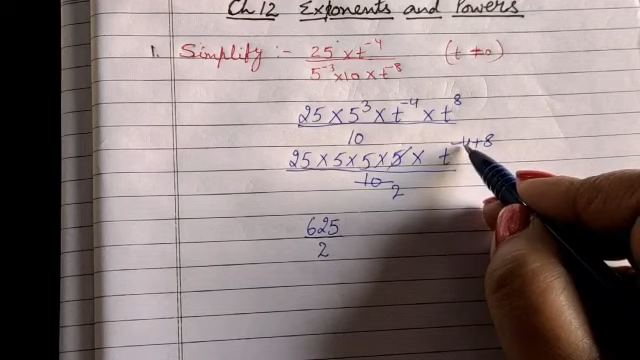 Ch.12 Exponents and Powers
1. Simplify :- 25 × t⁻⁴ / 5⁻³ × 10 × t⁻⁸ (t ≠ 0)
25 × 5³ × t⁻⁴ × t⁸
10
25 × 5 × 5 × 5 × t⁻⁴⁺⁸
10 2
625
2